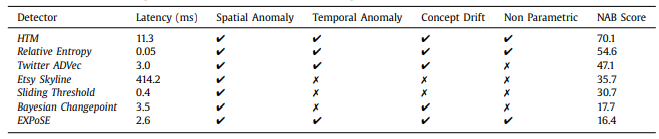 Detector Latency (ms) Spatial Anomaly Temporal Anomaly Concept Drift Non Parametric NAB Score
HTM 11.3 ✔ ✔ ✔ ✔ 70.1
Relative Entropy 0.05 ✔ ✔ ✔ ✔ 54.6
Twitter ADVec 3.0 ✔ ✔ ✔ ✗ 47.1
Etsy Skyline 414.2 ✔ ✗ ✗ ✗ 35.7
Sliding Threshold 0.4 ✔ ✗ ✗ ✗ 30.7
Bayesian Changepoint 3.5 ✔ ✗ ✔ ✗ 17.7
EXPoSE 2.6 ✔ ✔ ✔ ✔ 16.4